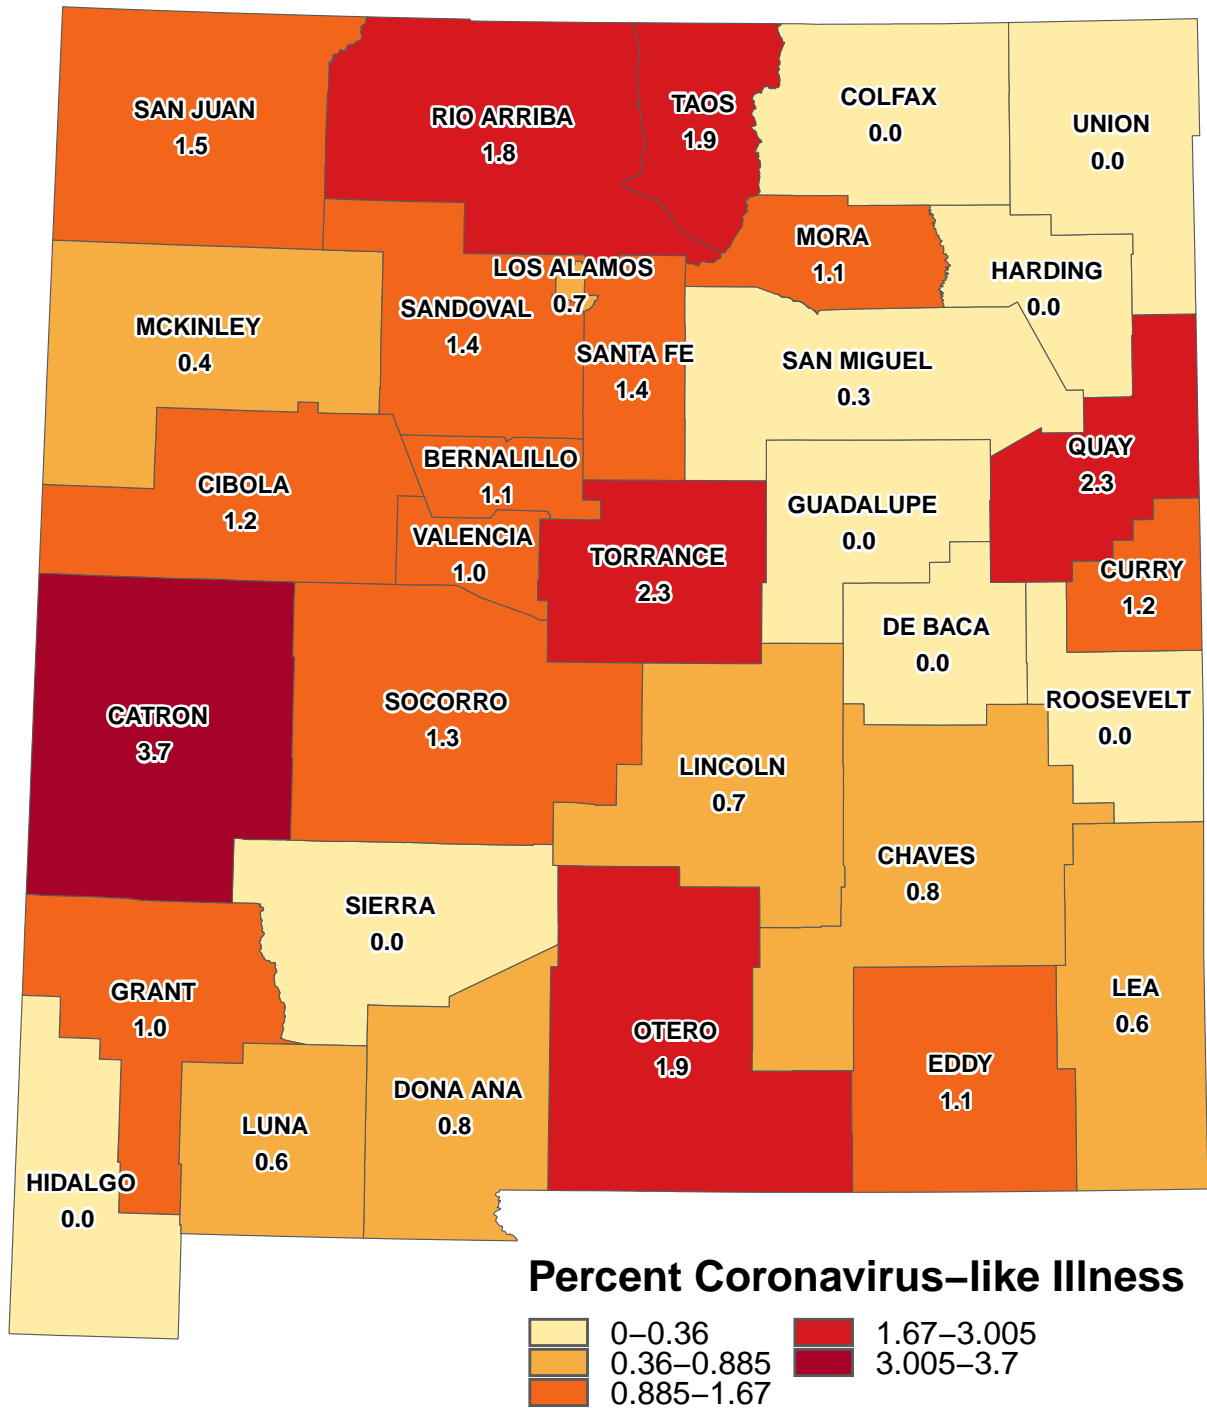 SAN JUAN
1.5
RIO ARRIBA
1.8
TAOS
1.9
COLFAX
0.0
UNION
0.0
MORA
1.1
HARDING
0.0
LOS ALAMOS
0.7
SANDOVAL
1.4
MCKINLEY
0.4
SANTA FE
1.4
SAN MIGUEL
0.3
QUAY
2.3
BERNALILLO
1.1
CIBOLA
1.2
GUADALUPE
0.0
VALENCIA
1.0
TORRANCE
2.3
CURRY
1.2
DE BACA
0.0
ROOSEVELT
0.0
CATRON
3.7
SOCORRO
1.3
LINCOLN
0.7
CHAVES
0.8
SIERRA
0.0
GRANT
1.0
LEA
0.6
OTERO
1.9
EDDY
1.1
DONA ANA
0.8
LUNA
0.6
HIDALGO
0.0
Percent Coronavirus−like Illness
0−0.36
0.36−0.885
0.885−1.67
1.67−3.005
3.005−3.7